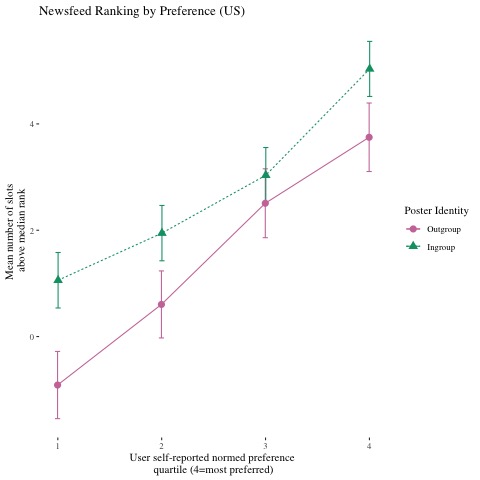 Newsfeed Ranking by Preference (US)
Mean number of slots
above median rank
4
2
0
1
2
3
4
User self-reported normed preference
quartile (4=most preferred)
Poster Identity
Outgroup
Ingroup